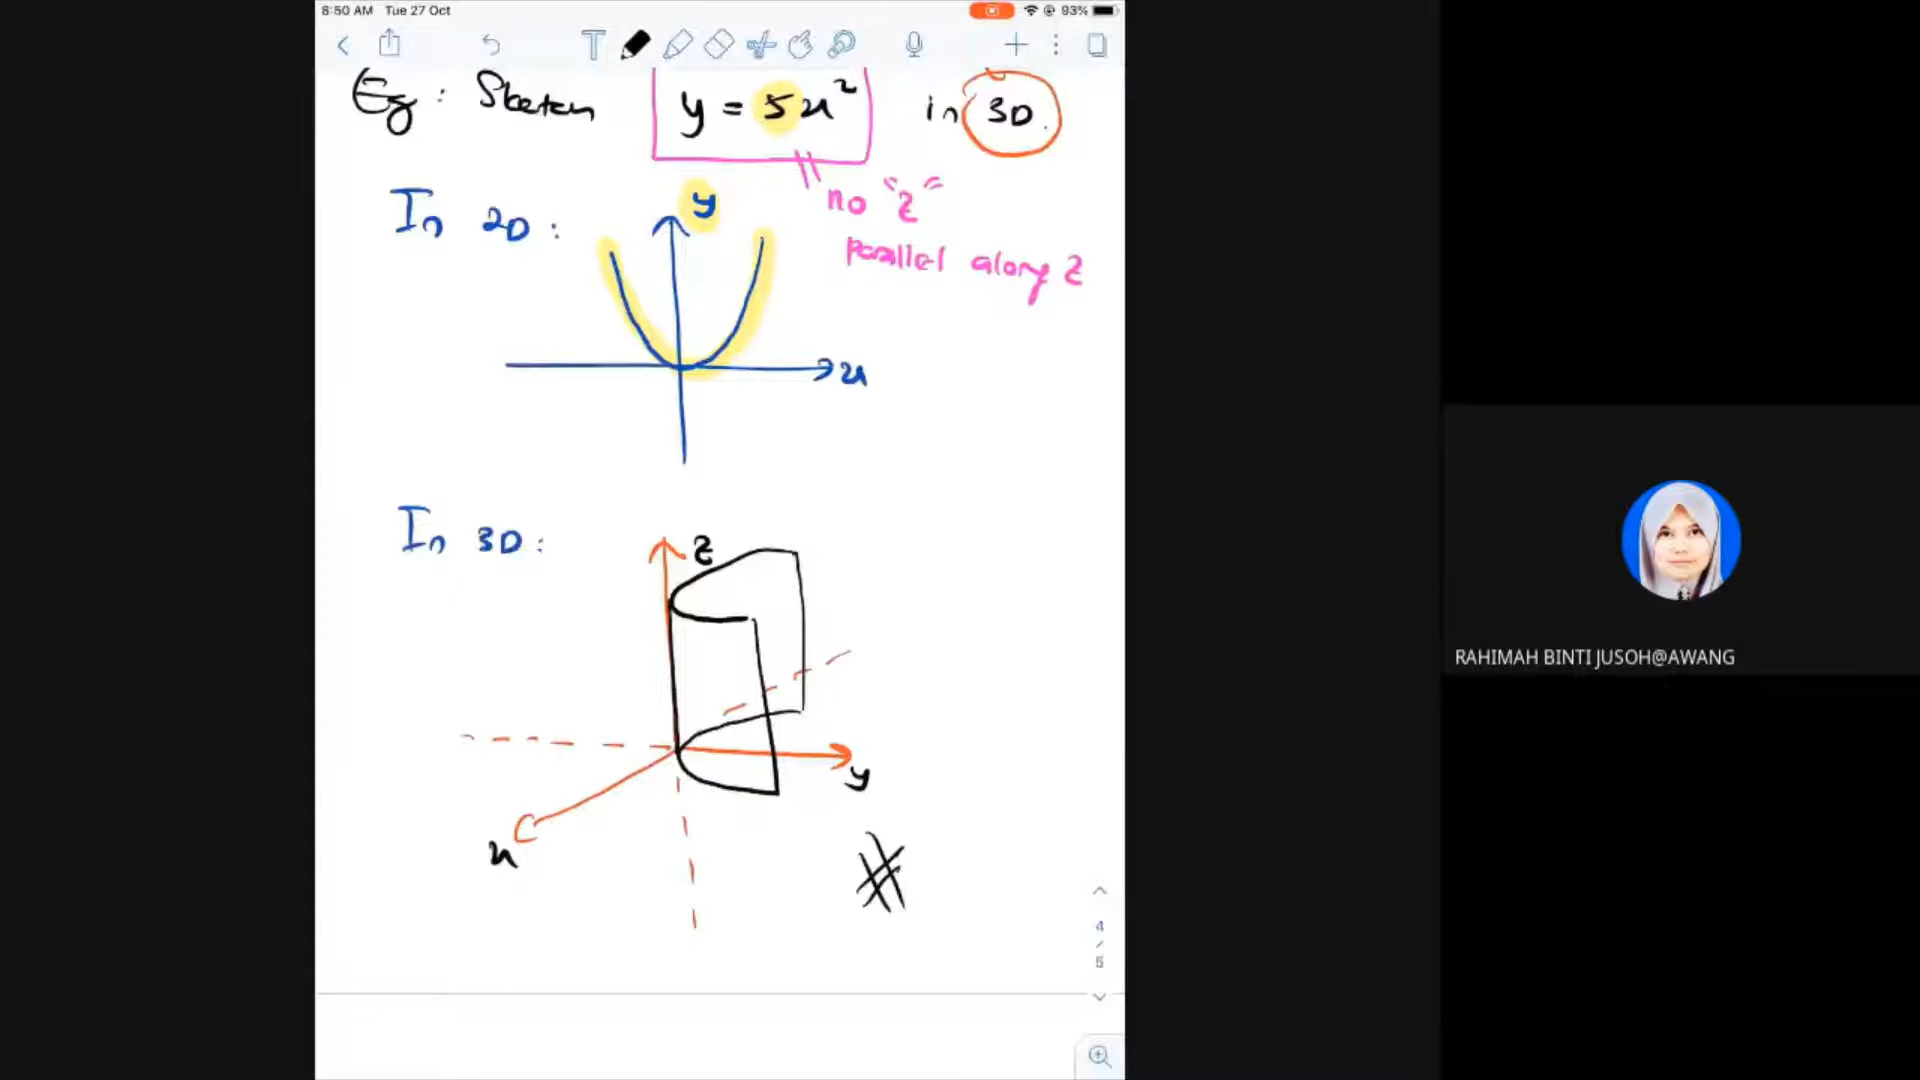 8:50 AM Tue 27 Oct
93%
Eg : Sketch y = 5x² in 3D.
no "z"
parallel along z
In 2D :
y
x
In 3D :
z
y
x
4
/
5
RAHIMAH BINTI JUSOH@AWANG